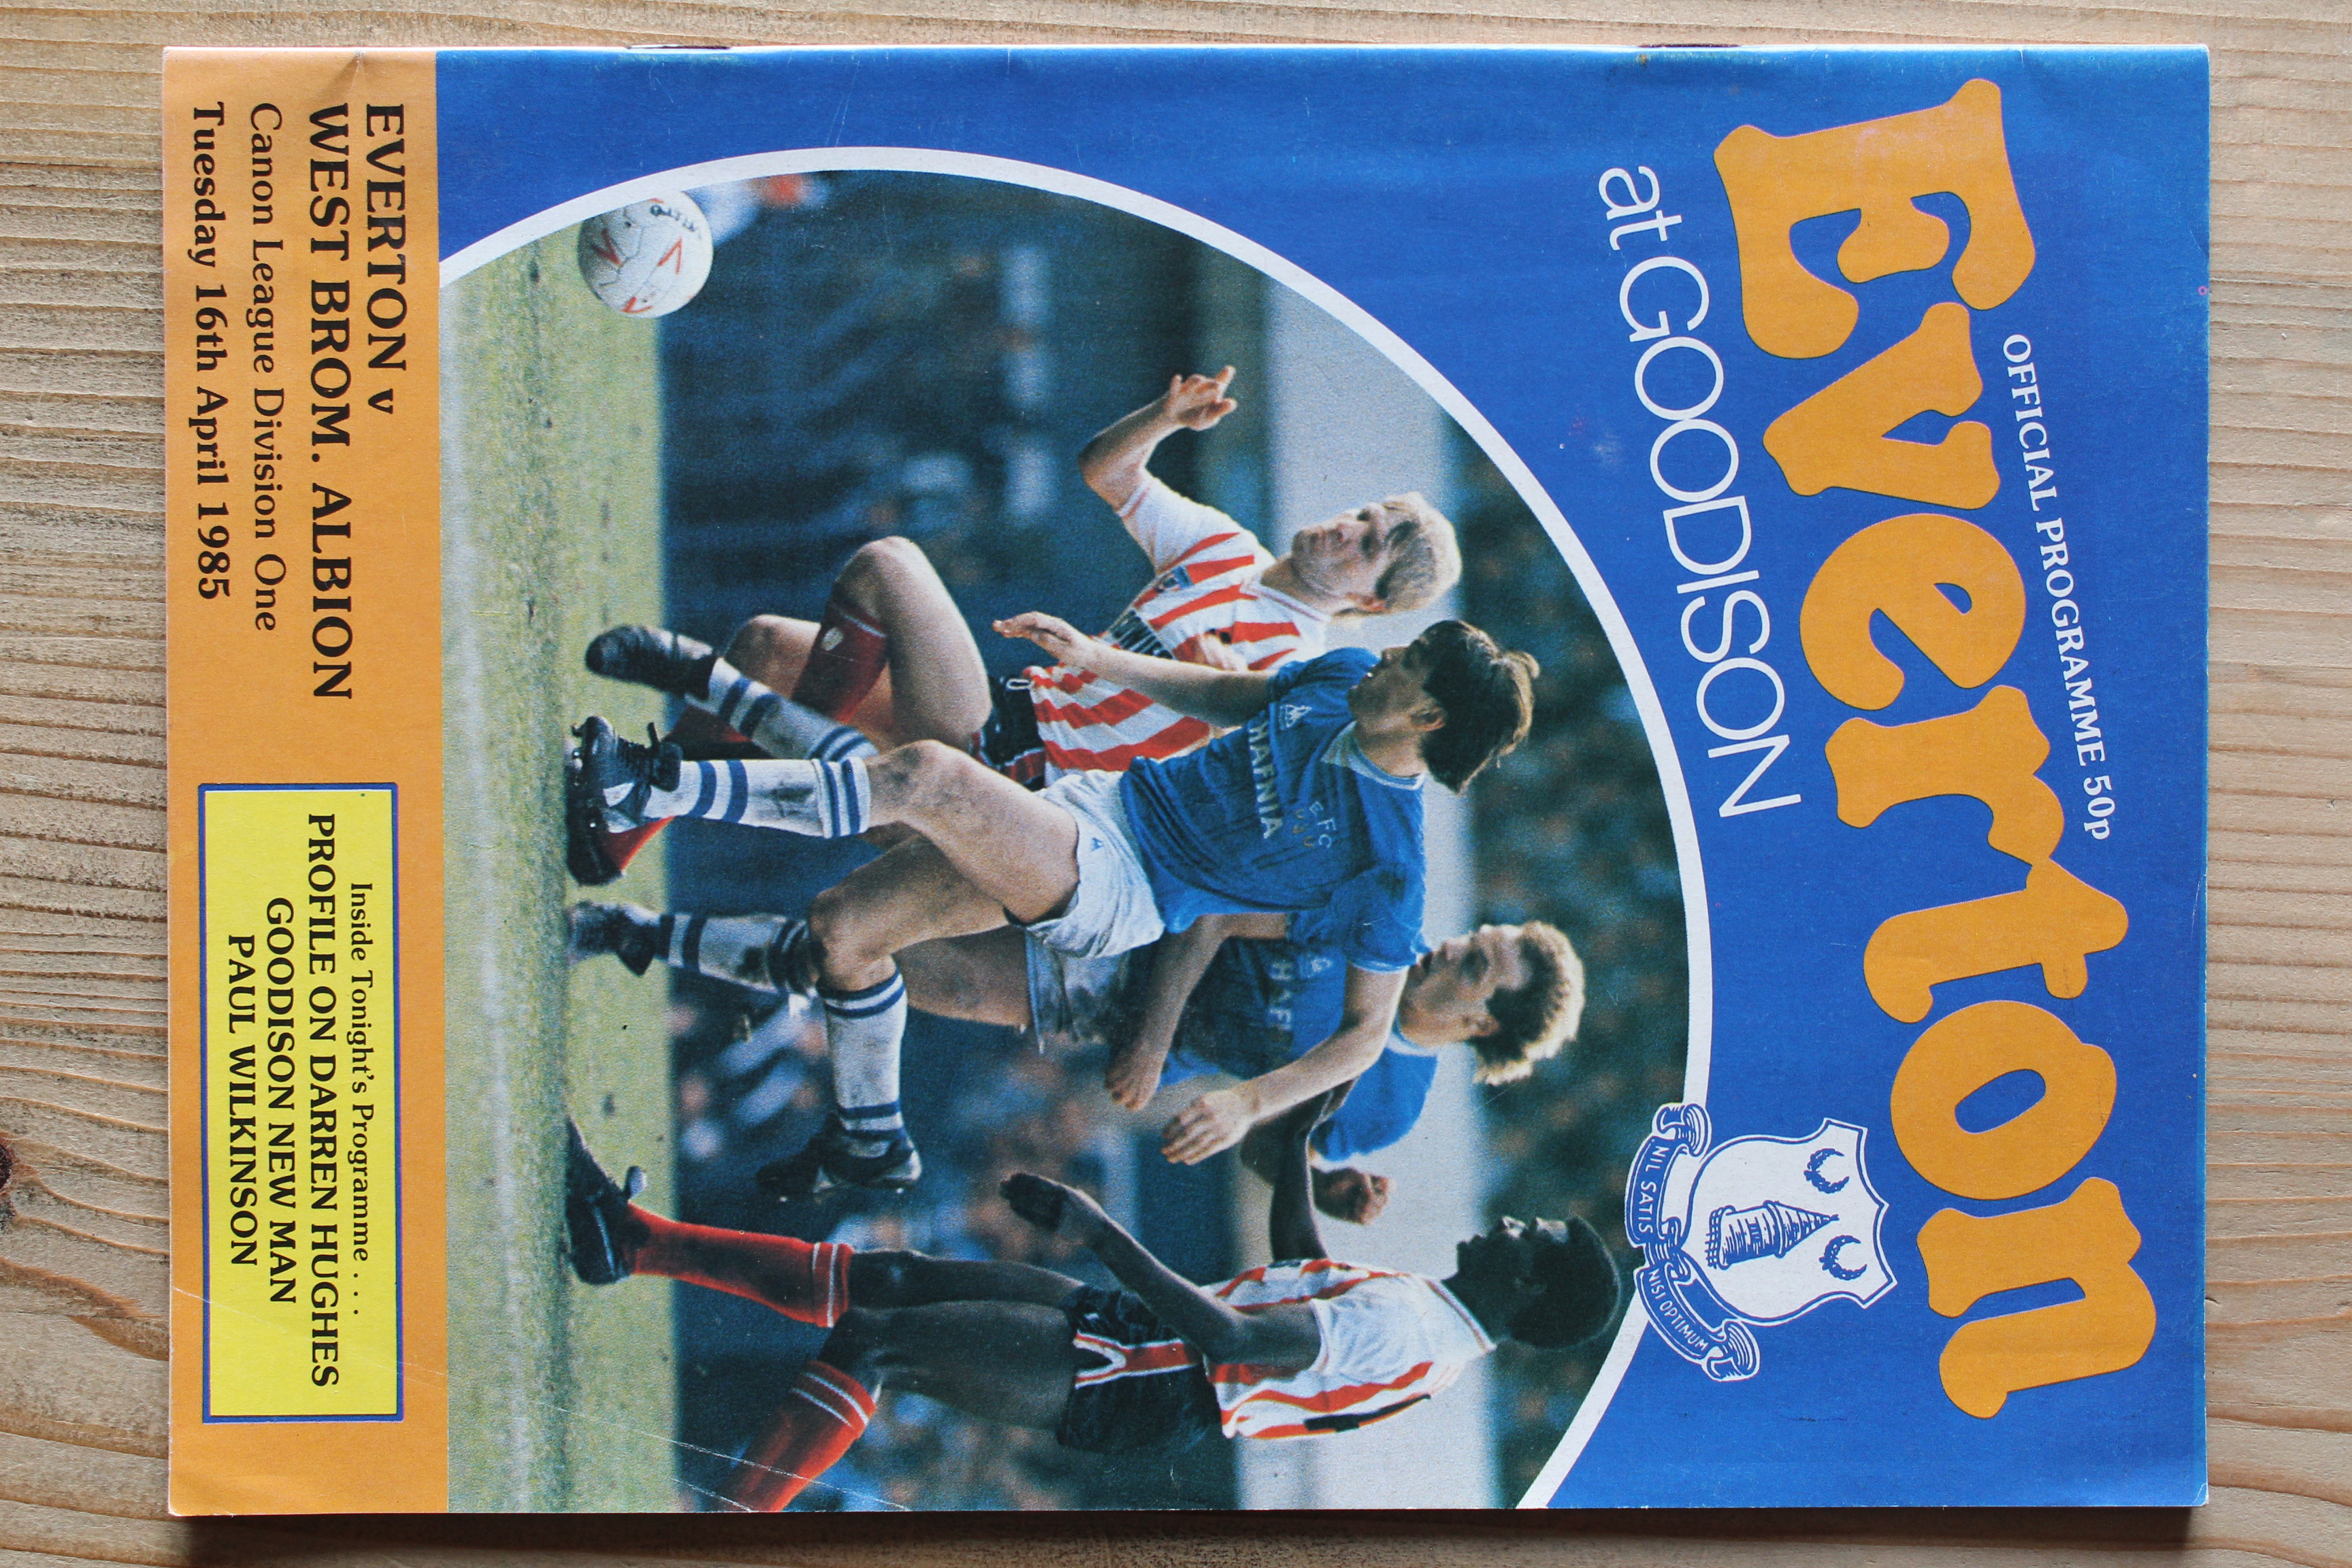 OFFICIAL PROGRAMME 50p
Everton
at GOODISON
NIL SATIS
NISI OPTIMUM
HAFNIA
E.F.C
HAF
EVERTON v
WEST BROM. ALBION
Canon League Division One
Tuesday 16th April 1985
Inside Tonight's Programme . . . .
PROFILE ON DARREN HUGHES
GOODISON NEW MAN
PAUL WILKINSON